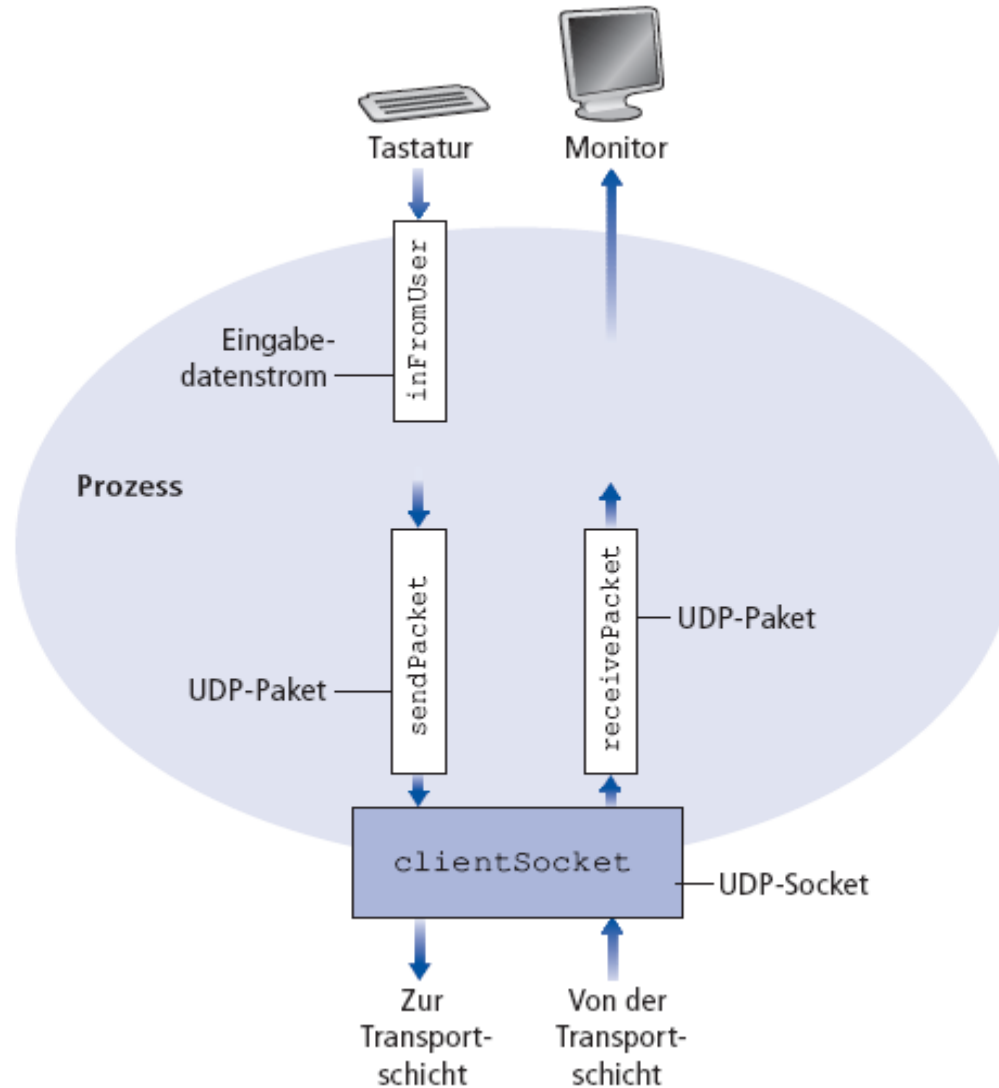 Tastatur
Monitor
inFromUser
Eingabe-
datenstrom
Prozess
sendPacket
receivePacket
UDP-Paket
UDP-Paket
clientSocket
UDP-Socket
Zur
Transport-
schicht
Von der
Transport-
schicht